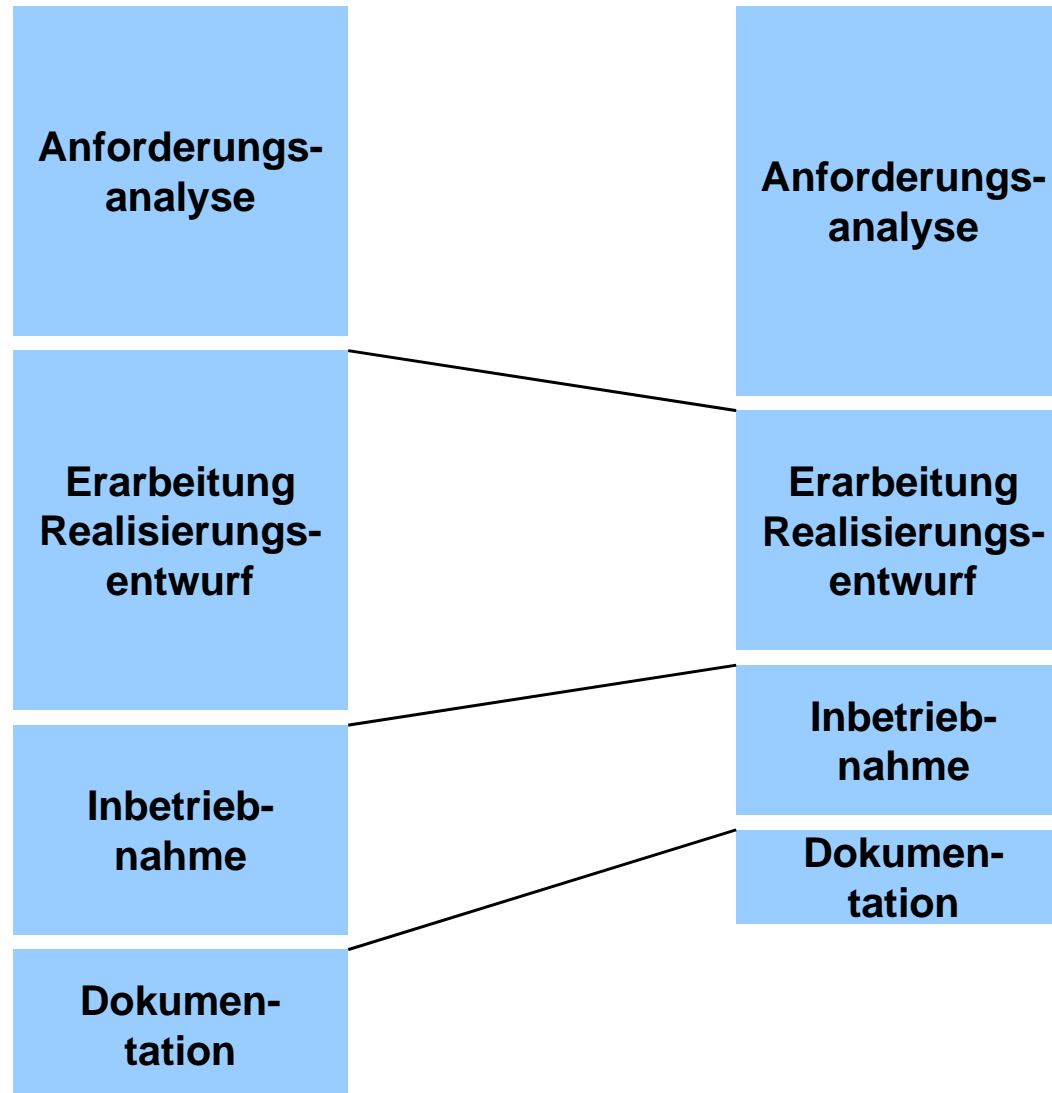 Anforderungs-
analyse
Erarbeitung
Realisierungs-
entwurf
Inbetrieb-
nahme
Dokumen-
tation
Anforderungs-
analyse
Erarbeitung
Realisierungs-
entwurf
Inbetrieb-
nahme
Dokumen-
tation